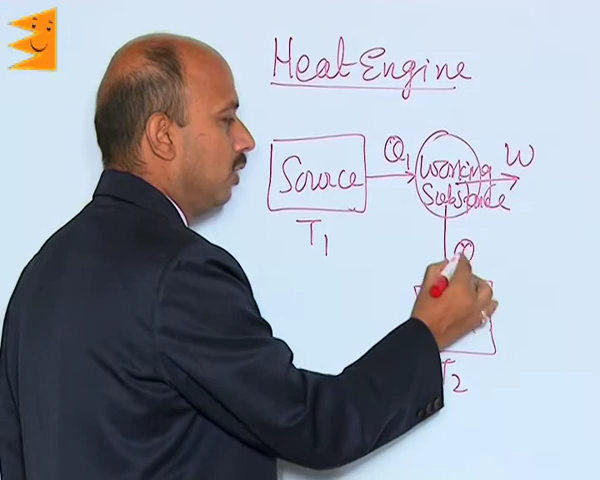 Heat Engine
Source
Q1
Working
Substance
W
T1
Q
T2